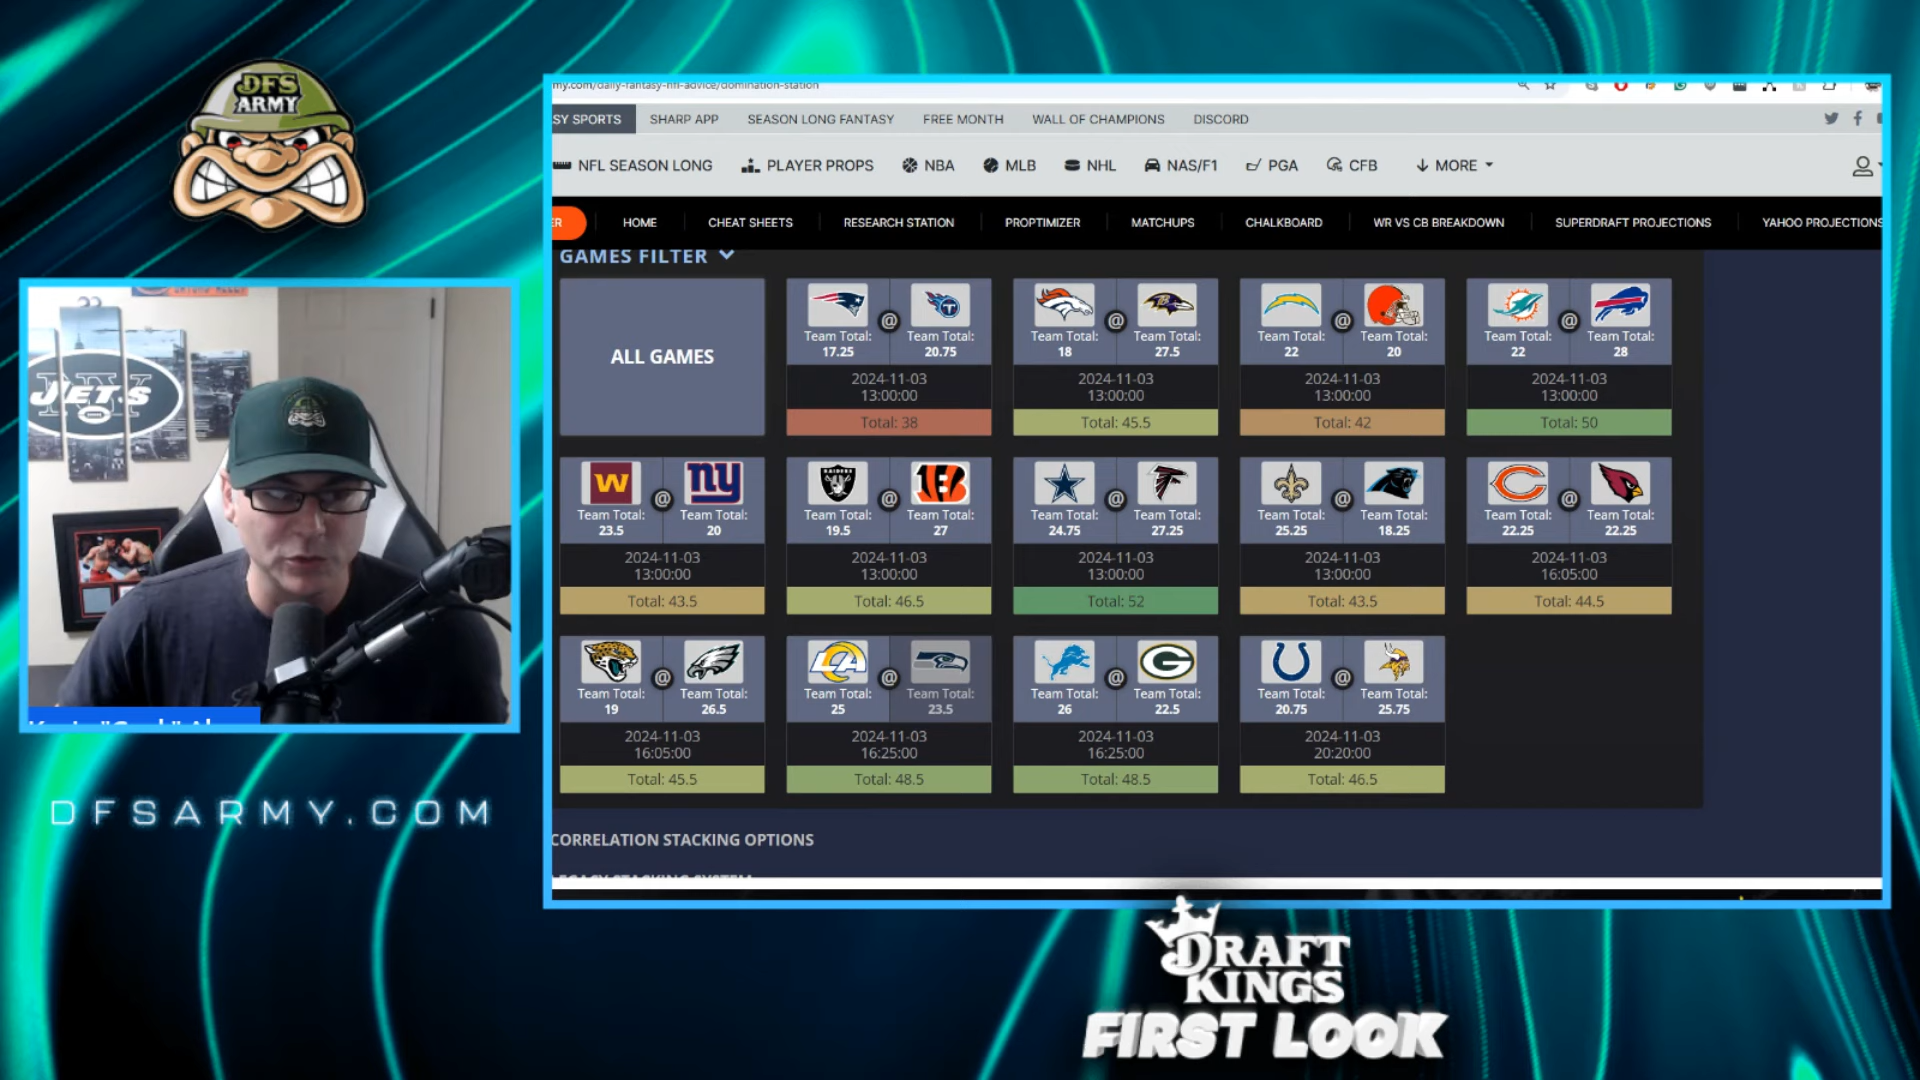 DFS
ARMY
my.com/daily-fantasy-nfl-advice/domination-station
SY SPORTS SHARP APP SEASON LONG FANTASY FREE MONTH WALL OF CHAMPIONS DISCORD
NFL SEASON LONG PLAYER PROPS NBA MLB NHL NAS/F1 PGA CFB MORE
ER HOME CHEAT SHEETS RESEARCH STATION PROPTIMIZER MATCHUPS CHALKBOARD WR VS CB BREAKDOWN SUPERDRAFT PROJECTIONS YAHOO PROJECTIONS
GAMES FILTER
ALL GAMES
@ @ @ @
Team Total: Team Total: Team Total: Team Total: Team Total: Team Total: Team Total: Team Total:
17.25 20.75 18 27.5 22 20 22 28
2024-11-03 2024-11-03 2024-11-03 2024-11-03
13:00:00 13:00:00 13:00:00 13:00:00
Total: 38 Total: 45.5 Total: 42 Total: 50
W @ ny RAIDERS @ @ @ @
Team Total: Team Total: Team Total: Team Total: Team Total: Team Total: Team Total: Team Total: Team Total: Team Total:
23.5 20 19.5 27 24.75 27.25 25.25 18.25 22.25 22.25
2024-11-03 2024-11-03 2024-11-03 2024-11-03 2024-11-03
13:00:00 13:00:00 13:00:00 13:00:00 16:05:00
Total: 43.5 Total: 46.5 Total: 52 Total: 43.5 Total: 44.5
@ LA @ @ G @
Team Total: Team Total: Team Total: Team Total: Team Total: Team Total: Team Total: Team Total:
19 26.5 25 23.5 26 22.5 20.75 25.75
2024-11-03 2024-11-03 2024-11-03 2024-11-03
16:05:00 16:25:00 16:25:00 20:20:00
Total: 45.5 Total: 48.5 Total: 48.5 Total: 46.5
CORRELATION STACKING OPTIONS
LEGACY STACKING SYSTEM
JETS
DFSARMY.COM
DRAFT
KINGS
FIRST LOOK